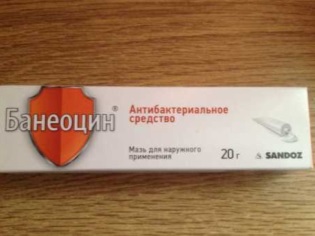 Банеоцин®
Антибактериальное
средство
Мазь для наружного
применения
20 г
SANDOZ